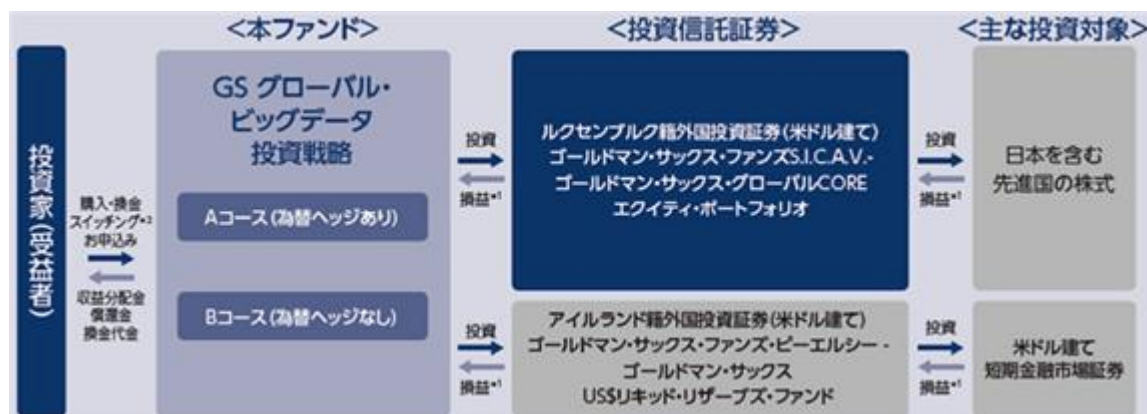 <本ファンド>
<投資信託証券>
<主な投資対象>
投資家(受益者)
購入・換金
スイッチング*2
お申込み
収益分配金
償還金
換金代金
GS グローバル・
ビッグデータ
投資戦略
Aコース(為替ヘッジあり)
Bコース(為替ヘッジなし)
投資
損益*1
ルクセンブルク籍外国投資証券(米ドル建て)
ゴールドマン・サックス・ファンズS.I.C.A.V.-
ゴールドマン・サックス・グローバルCORE
エクイティ・ポートフォリオ
投資
損益*1
日本を含む
先進国の株式
投資
損益*1
アイルランド籍外国投資証券(米ドル建て)
ゴールドマン・サックス・ファンズ・ピーエルシー -
ゴールドマン・サックス
US$リキッド・リザーブズ・ファンド
投資
損益*1
米ドル建て
短期金融市場証券